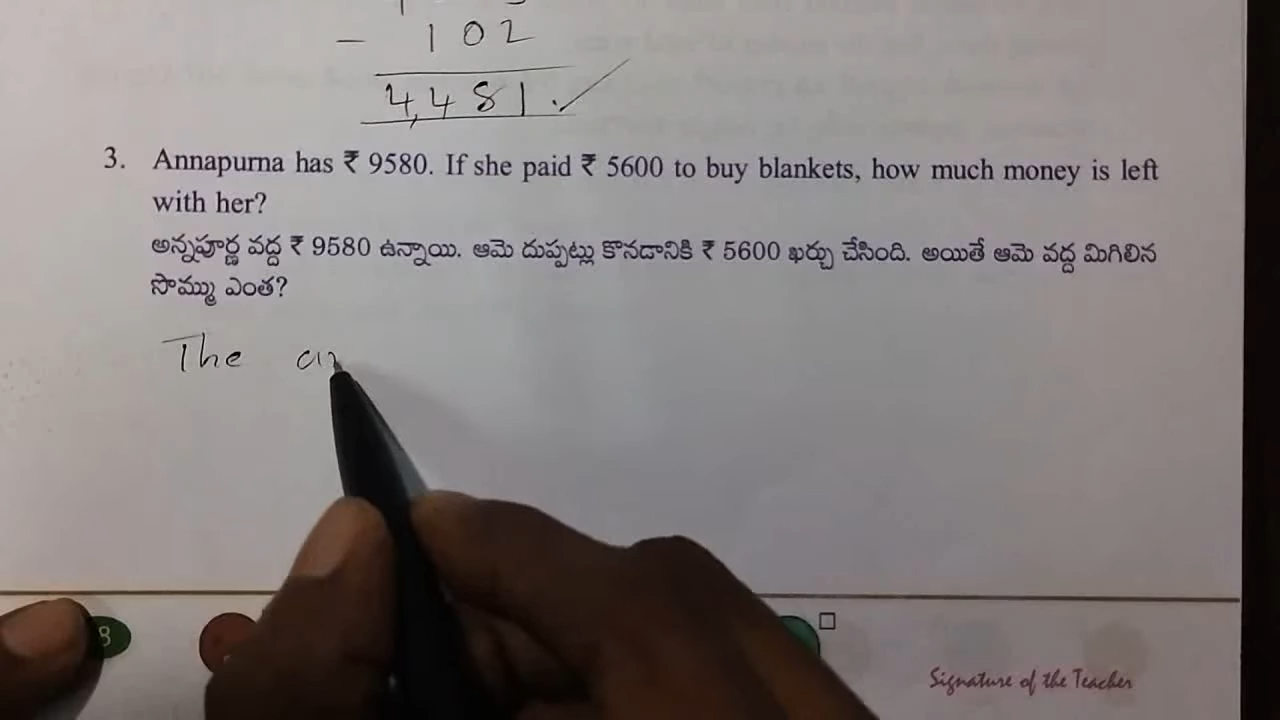 - 102
4,481.
3. Annapurna has ₹ 9580. If she paid ₹ 5600 to buy blankets, how much money is left
with her?
అన్నపూర్ణ వద్ద ₹ 9580 ఉన్నాయి. ఆమె దుప్పట్లు కొనడానికి ₹ 5600 ఖర్చు చేసింది. అయితే ఆమె వద్ద మిగిలిన
సొమ్ము ఎంత?
The
8
Signature of the Teacher